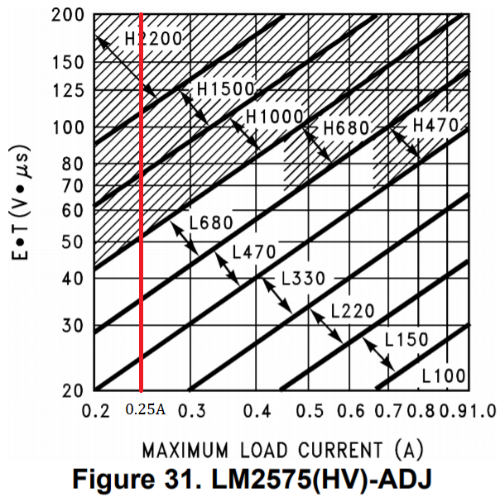 E•T(V•μs)
200
150
125
100
80
70
60
50
40
30
20
H2200
H1500
H1000
H680
H470
L680
L470
L330
L220
L150
L100
0.2
0.25A
0.3
0.4
0.5
0.6
0.7
0.8
0.9
1.0
MAXIMUM LOAD CURRENT (A)
Figure 31. LM2575(HV)-ADJ